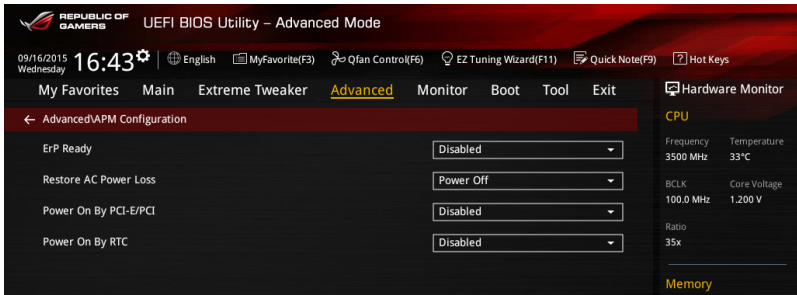 REPUBLIC OF
GAMERS
UEFI BIOS Utility – Advanced Mode
09/16/2015
Wednesday
16:43
English
MyFavorite(F3)
Qfan Control(F6)
EZ Tuning Wizard(F11)
Quick Note(F9)
? Hot Keys
My Favorites
Main
Extreme Tweaker
Advanced
Monitor
Boot
Tool
Exit
Hardware Monitor
← Advanced\APM Configuration
ErP Ready Disabled
Restore AC Power Loss Power Off
Power On By PCI-E/PCI Disabled
Power On By RTC Disabled
CPU
Frequency Temperature
3500 MHz 33°C
BCLK Core Voltage
100.0 MHz 1.200 V
Ratio
35x
Memory